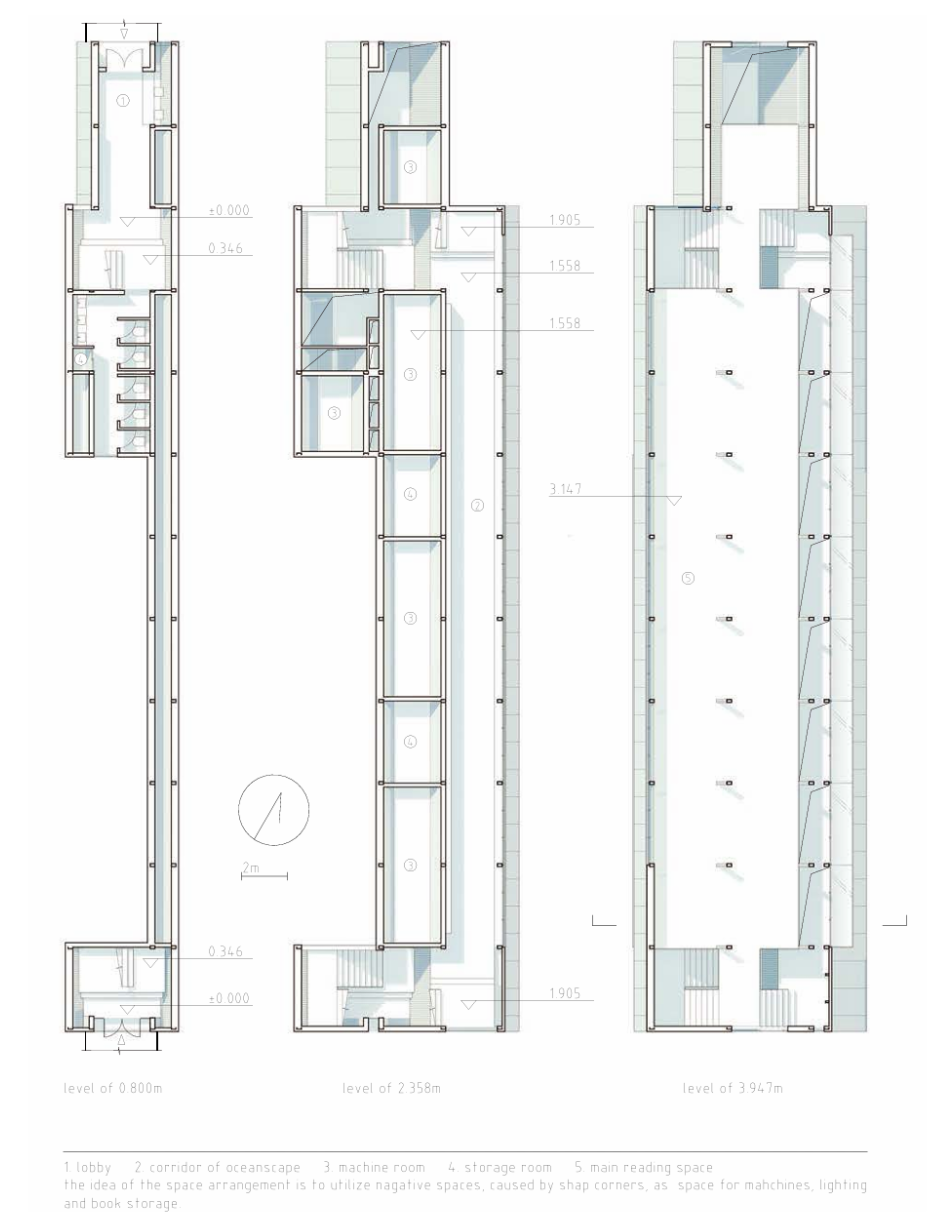 1
3
±0.000
1.905
0.346
1.558
1.558
4
3
3
4
2
3.147
5
3
4
2m
3
0.346
±0.000
1.905
level of 0.800m
level of 2.358m
level of 3.947m
1. lobby 2. corridor of oceanscape 3. machine room 4. storage room 5. main reading space
the idea of the space arrangement is to utilize nagative spaces, caused by shap corners, as space for mahchines, lighting
and book storage.